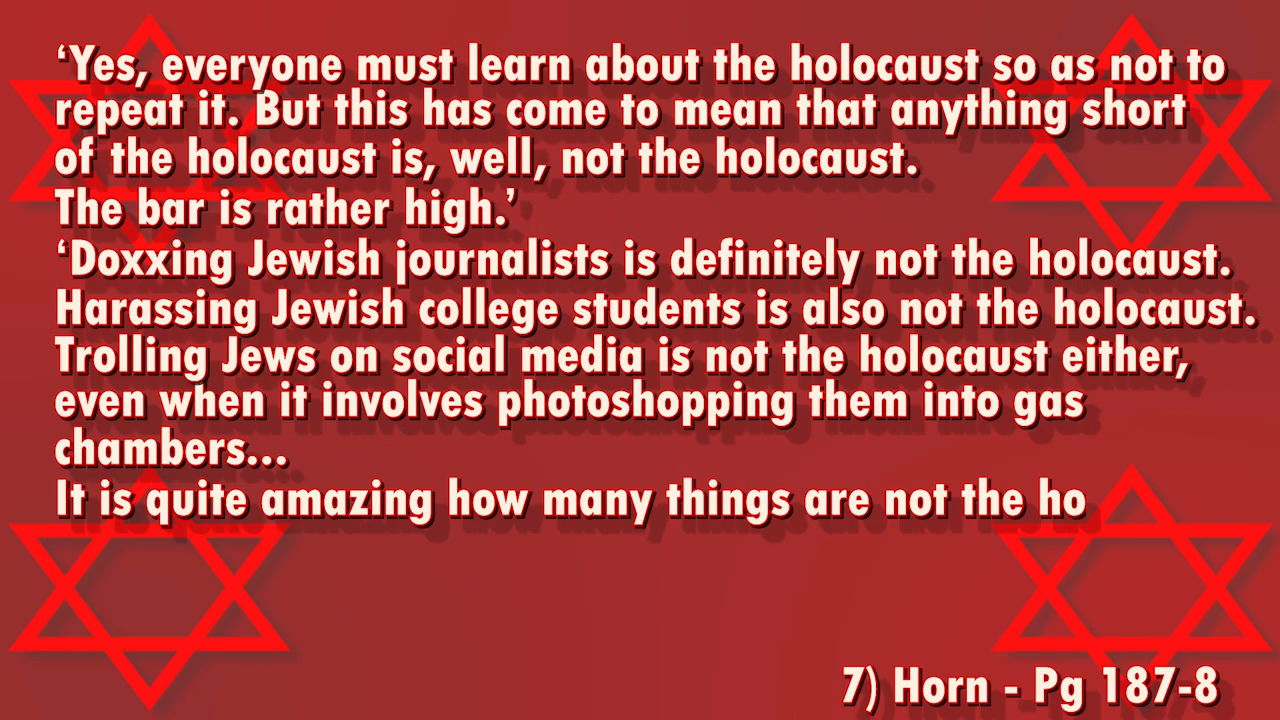 ‘Yes, everyone must learn about the holocaust so as not to
repeat it. But this has come to mean that anything short
of the holocaust is, well, not the holocaust.
The bar is rather high.’
‘Doxxing Jewish journalists is definitely not the holocaust.
Harassing Jewish college students is also not the holocaust.
Trolling Jews on social media is not the holocaust either,
even when it involves photoshopping them into gas
chambers...
It is quite amazing how many things are not the ho
7) Horn - Pg 187-8